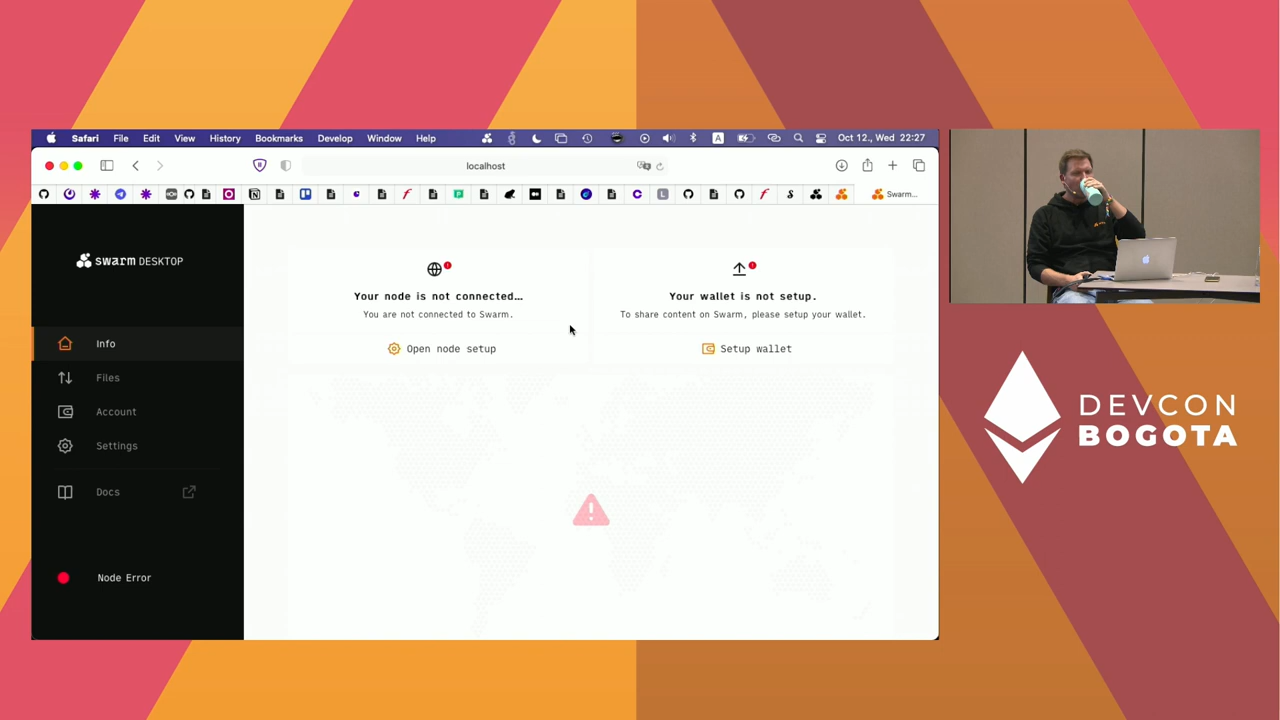 Safari File Edit View History Bookmarks Develop Window Help A Oct 12., Wed 22:27
localhost
Swarm...
swarm DESKTOP
Your node is not connected...
You are not connected to Swarm.
Open node setup
Your wallet is not setup.
To share content on Swarm, please setup your wallet.
Setup wallet
Info
Files
Account
Settings
Docs
Node Error
DEVCON
BOGOTA